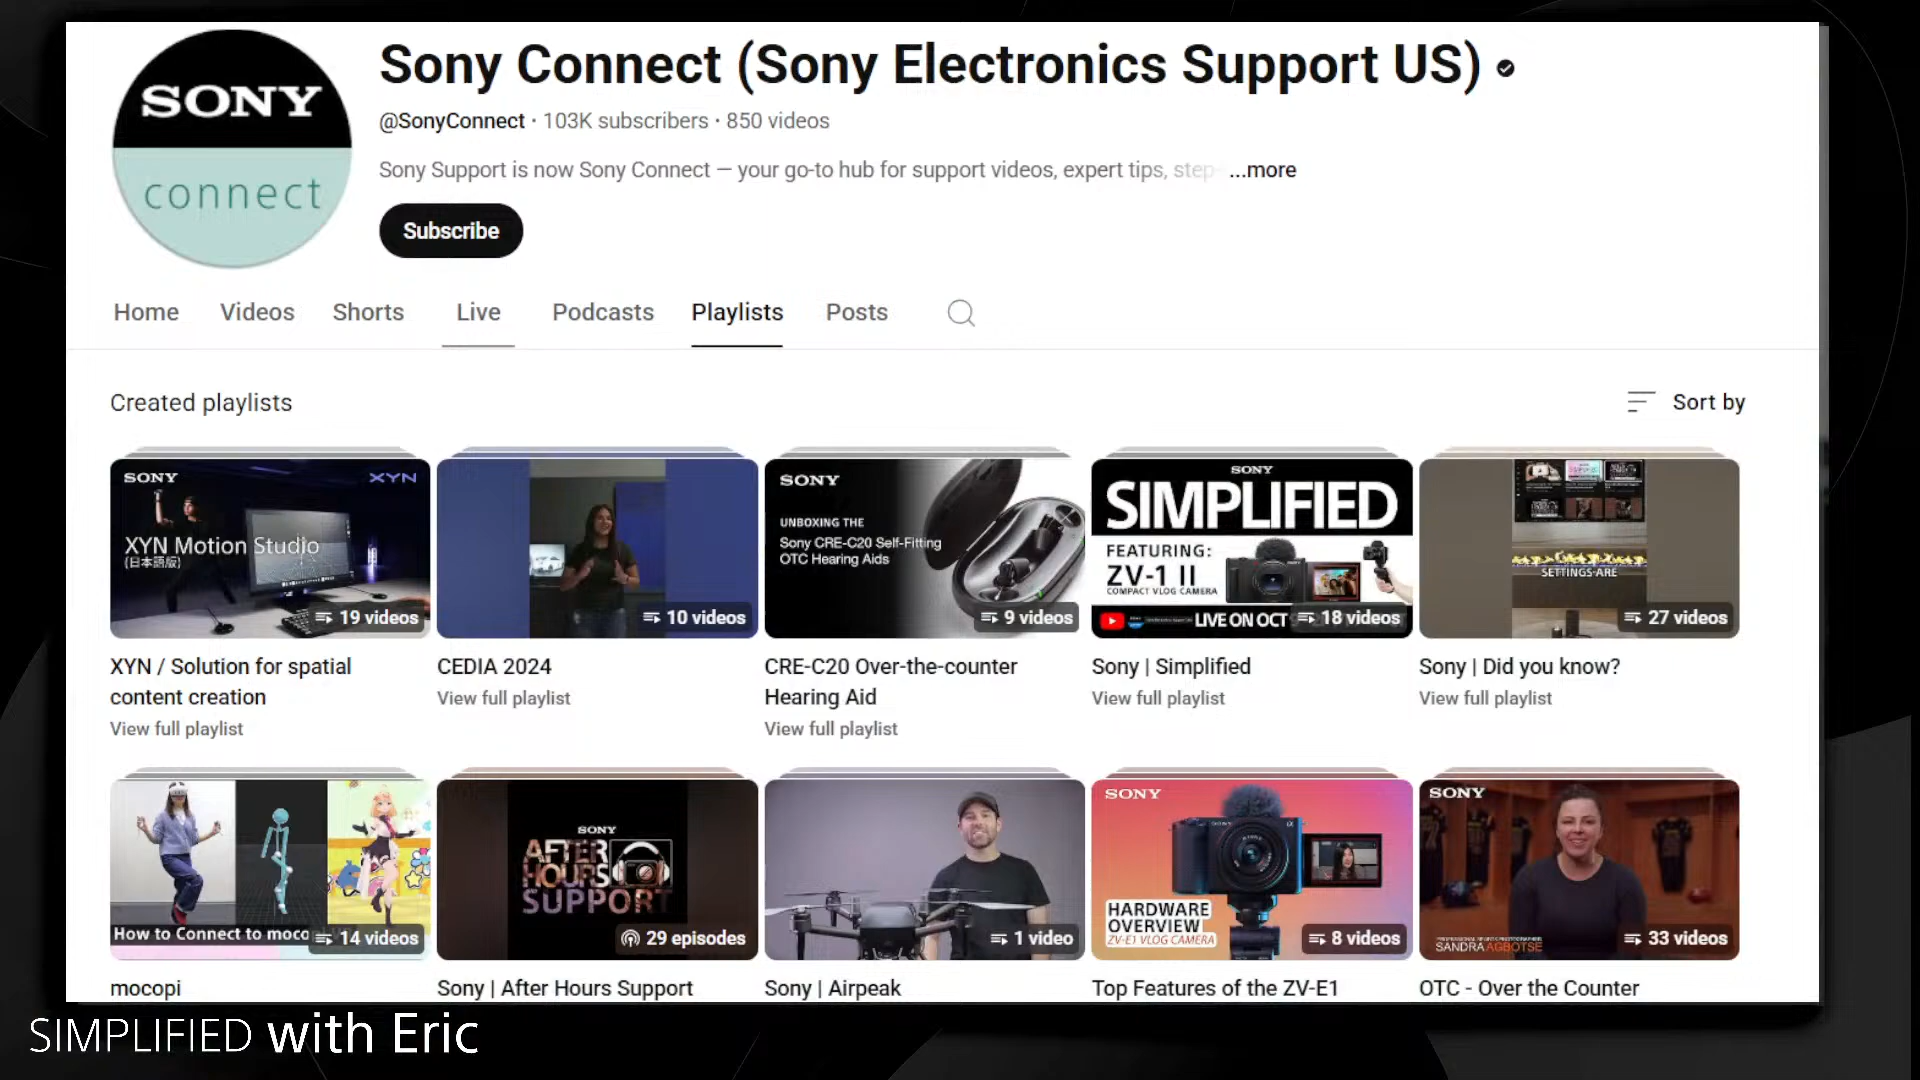 SONY
connect
Sony Connect (Sony Electronics Support US)
@SonyConnect · 103K subscribers · 850 videos
Sony Support is now Sony Connect — your go-to hub for support videos, expert tips, step- ...more
Subscribe
Home Videos Shorts Live Podcasts Playlists Posts
Created playlists
Sort by
SONY XYN
XYN Motion Studio
(日本語版)
19 videos
10 videos
SONY
UNBOXING THE
Sony CRE-C20 Self-Fitting
OTC Hearing Aids
9 videos
SONY
SIMPLIFIED
FEATURING:
ZV-1 II
COMPACT VLOG CAMERA
LIVE ON OCT
18 videos
SETTINGS ARE
27 videos
XYN / Solution for spatial
content creation
View full playlist
CEDIA 2024
View full playlist
CRE-C20 Over-the-counter
Hearing Aid
View full playlist
Sony | Simplified
View full playlist
Sony | Did you know?
View full playlist
How to Connect to moco
14 videos
SONY
AFTER
HOURS
SUPPORT
29 episodes
1 video
SONY
HARDWARE
OVERVIEW
ZV-E1 VLOG CAMERA
8 videos
SONY
SANDRA AGBOTSE
33 videos
mocopi
Sony | After Hours Support
Sony | Airpeak
Top Features of the ZV-E1
OTC - Over the Counter
SIMPLIFIED with Eric